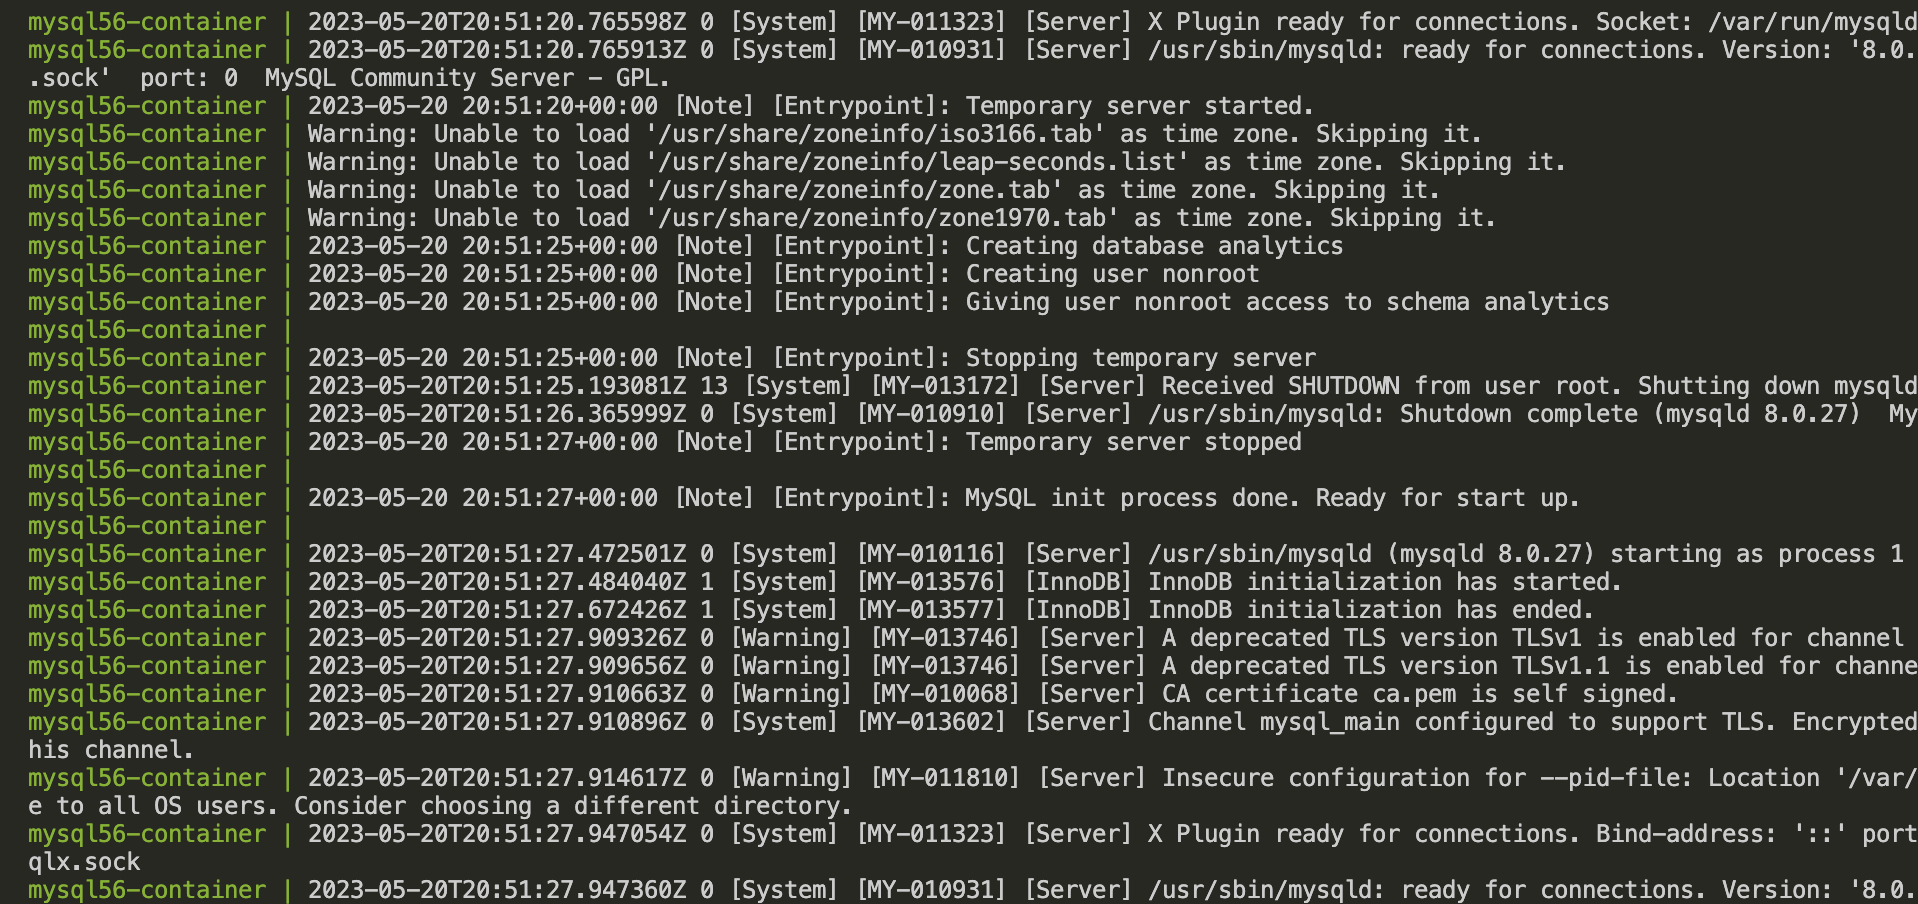 mysql56-container | 2023-05-20T20:51:20.765598Z 0 [System] [MY-011323] [Server] X Plugin ready for connections. Socket: /var/run/mysqld
mysql56-container | 2023-05-20T20:51:20.765913Z 0 [System] [MY-010931] [Server] /usr/sbin/mysqld: ready for connections. Version: '8.0.
.sock'  port: 0  MySQL Community Server - GPL.
mysql56-container | 2023-05-20 20:51:20+00:00 [Note] [Entrypoint]: Temporary server started.
mysql56-container | Warning: Unable to load '/usr/share/zoneinfo/iso3166.tab' as time zone. Skipping it.
mysql56-container | Warning: Unable to load '/usr/share/zoneinfo/leap-seconds.list' as time zone. Skipping it.
mysql56-container | Warning: Unable to load '/usr/share/zoneinfo/zone.tab' as time zone. Skipping it.
mysql56-container | Warning: Unable to load '/usr/share/zoneinfo/zone1970.tab' as time zone. Skipping it.
mysql56-container | 2023-05-20 20:51:25+00:00 [Note] [Entrypoint]: Creating database analytics
mysql56-container | 2023-05-20 20:51:25+00:00 [Note] [Entrypoint]: Creating user nonroot
mysql56-container | 2023-05-20 20:51:25+00:00 [Note] [Entrypoint]: Giving user nonroot access to schema analytics
mysql56-container |
mysql56-container | 2023-05-20 20:51:25+00:00 [Note] [Entrypoint]: Stopping temporary server
mysql56-container | 2023-05-20T20:51:25.193081Z 13 [System] [MY-013172] [Server] Received SHUTDOWN from user root. Shutting down mysqld
mysql56-container | 2023-05-20T20:51:26.365999Z 0 [System] [MY-010910] [Server] /usr/sbin/mysqld: Shutdown complete (mysqld 8.0.27)  My
mysql56-container | 2023-05-20 20:51:27+00:00 [Note] [Entrypoint]: Temporary server stopped
mysql56-container |
mysql56-container | 2023-05-20 20:51:27+00:00 [Note] [Entrypoint]: MySQL init process done. Ready for start up.
mysql56-container |
mysql56-container | 2023-05-20T20:51:27.472501Z 0 [System] [MY-010116] [Server] /usr/sbin/mysqld (mysqld 8.0.27) starting as process 1
mysql56-container | 2023-05-20T20:51:27.484040Z 1 [System] [MY-013576] [InnoDB] InnoDB initialization has started.
mysql56-container | 2023-05-20T20:51:27.672426Z 1 [System] [MY-013577] [InnoDB] InnoDB initialization has ended.
mysql56-container | 2023-05-20T20:51:27.909326Z 0 [Warning] [MY-013746] [Server] A deprecated TLS version TLSv1 is enabled for channel
mysql56-container | 2023-05-20T20:51:27.909656Z 0 [Warning] [MY-013746] [Server] A deprecated TLS version TLSv1.1 is enabled for channe
mysql56-container | 2023-05-20T20:51:27.910663Z 0 [Warning] [MY-010068] [Server] CA certificate ca.pem is self signed.
mysql56-container | 2023-05-20T20:51:27.910896Z 0 [System] [MY-013602] [Server] Channel mysql_main configured to support TLS. Encrypted
his channel.
mysql56-container | 2023-05-20T20:51:27.914617Z 0 [Warning] [MY-011810] [Server] Insecure configuration for --pid-file: Location '/var/
e to all OS users. Consider choosing a different directory.
mysql56-container | 2023-05-20T20:51:27.947054Z 0 [System] [MY-011323] [Server] X Plugin ready for connections. Bind-address: '::' port
qlx.sock
mysql56-container | 2023-05-20T20:51:27.947360Z 0 [System] [MY-010931] [Server] /usr/sbin/mysqld: ready for connections. Version: '8.0.